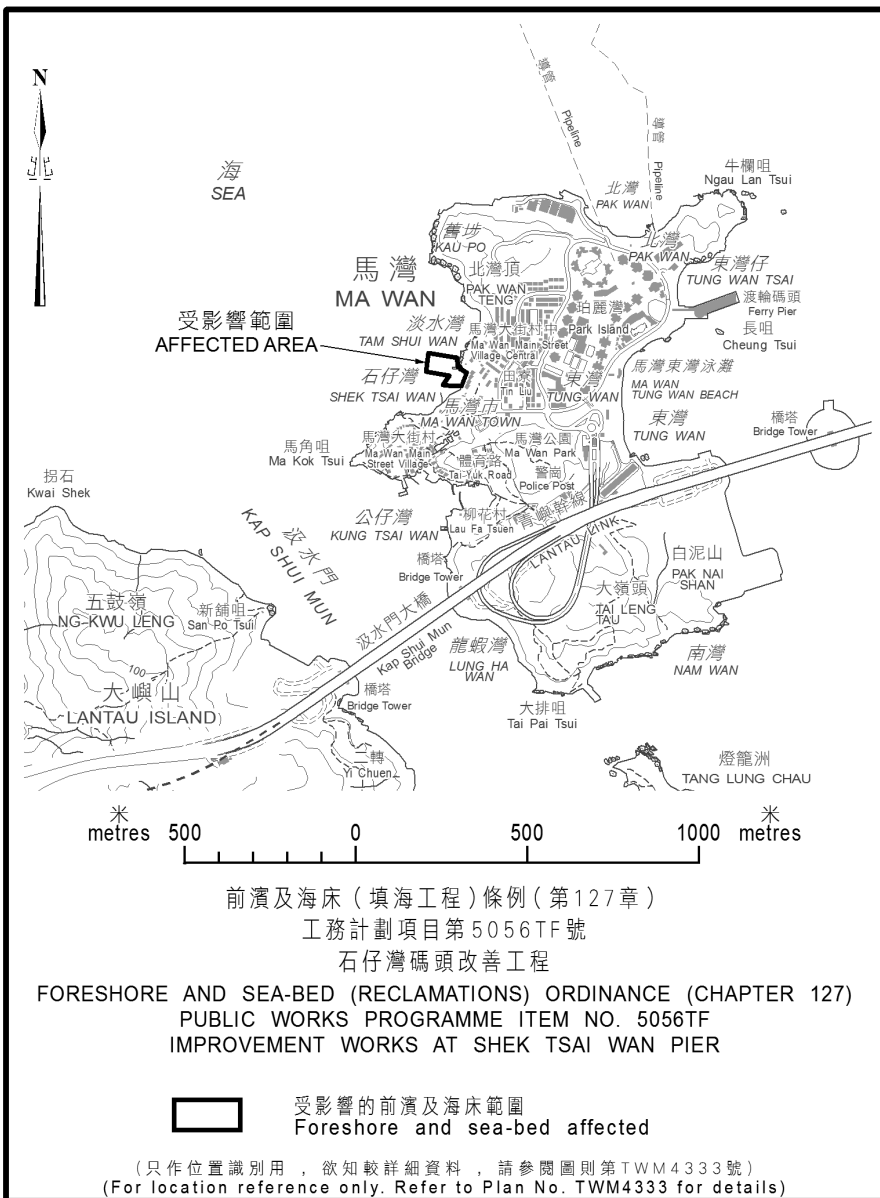 N
海
SEA
導管
Pipeline
導管
Pipeline
牛欄咀
Ngau Lan Tsui
北灣
PAK WAN
舊埗
KAU PO
北灣
PAK WAN
東灣仔
TUNG WAN TSAI
馬灣
MA WAN
北灣頂
PAK WAN
TENG
珀麗灣
Park Island
渡輪碼頭
Ferry Pier
長咀
Cheung Tsui
受影響範圍
AFFECTED AREA
淡水灣
TAM SHUI WAN
馬灣大街村中
Ma Wan Main Street
Village Central
石仔灣
SHEK TSAI WAN
田寮
Tin Liu
東灣
TUNG WAN
馬灣東灣泳灘
MA WAN
TUNG WAN BEACH
馬灣市
MA WAN TOWN
東灣
TUNG WAN
橋塔
Bridge Tower
馬角咀
Ma Kok Tsui
馬灣大街村
Ma Wan Main
Street Village
體育路
Tai Yuk Road
馬灣公園
Ma Wan Park
警崗
Police Post
拐石
Kwai Shek
汲水門
KAP SHUI MUN
公仔灣
KUNG TSAI WAN
柳花村
Lau Fa Tsuen
青嶼幹線
LANTAU LINK
橋塔
Bridge Tower
白泥山
PAK NAI
SHAN
大嶺頭
TAI LENG
TAU
五鼓嶺
NG KWU LENG
新舖咀
San Po Tsui
汲水門大橋
Kap Shui Mun
Bridge
龍蝦灣
LUNG HA
WAN
南灣
NAM WAN
100
大嶼山
LANTAU ISLAND
橋塔
Bridge Tower
大排咀
Tai Pai Tsui
二轉
Yi Chuen
燈籠洲
TANG LUNG CHAU
米
metres 500 0 500 1000 米
metres
前濱及海床(填海工程)條例(第127章)
工務計劃項目第5056TF號
石仔灣碼頭改善工程
FORESHORE AND SEA-BED (RECLAMATIONS) ORDINANCE (CHAPTER 127)
PUBLIC WORKS PROGRAMME ITEM NO. 5056TF
IMPROVEMENT WORKS AT SHEK TSAI WAN PIER
受影響的前濱及海床範圍
Foreshore and sea-bed affected
(只作位置識別用,欲知較詳細資料,請參閱圖則第TWM4333號)
(For location reference only. Refer to Plan No. TWM4333 for details)